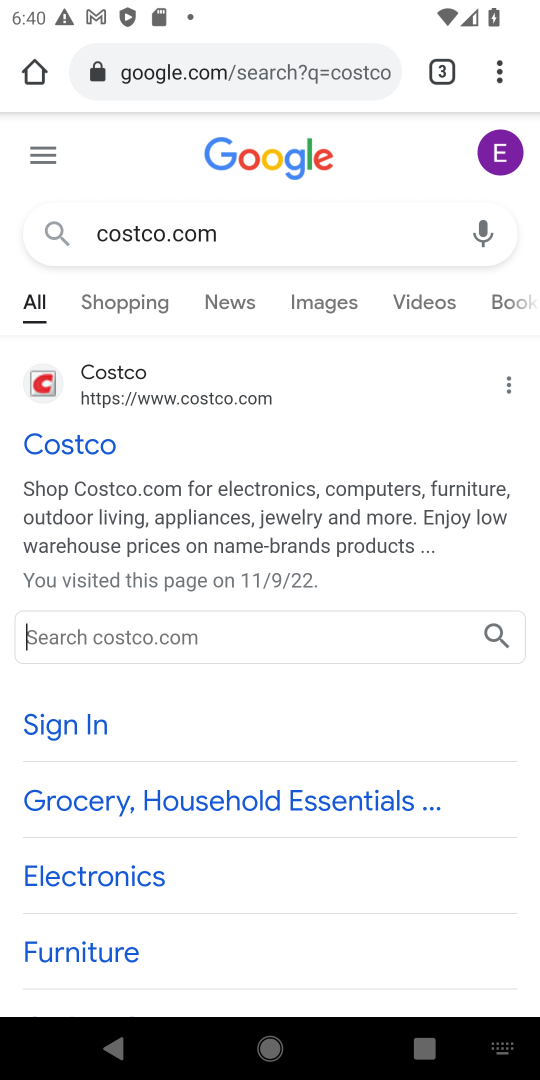 6:40
3
google.com/search?q=costco
Google
E
costco.com
All Shopping News Images Videos Book
Costco
https://www.costco.com
Costco
Shop Costco.com for electronics, computers, furniture,
outdoor living, appliances, jewelry and more. Enjoy low
warehouse prices on name-brands products ...
You visited this page on 11/9/22.
Search costco.com
Sign In
Grocery, Household Essentials ...
Electronics
Furniture